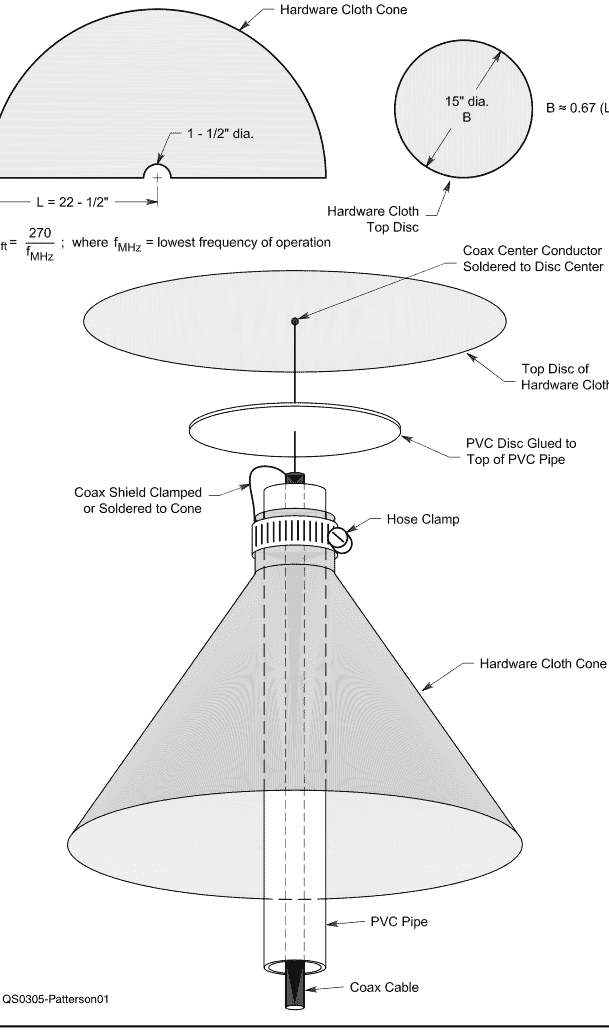 Hardware Cloth Cone
1 - 1/2" dia.
15" dia.
B
B ≈ 0.67 (L
L = 22 - 1/2"
Hardware Cloth
Top Disc
ft = 270
fMHz
; where fMHz = lowest frequency of operation
Coax Center Conductor
Soldered to Disc Center
Top Disc of
Hardware Cloth
PVC Disc Glued to
Top of PVC Pipe
Coax Shield Clamped
or Soldered to Cone
Hose Clamp
Hardware Cloth Cone
PVC Pipe
Coax Cable
QS0305-Patterson01